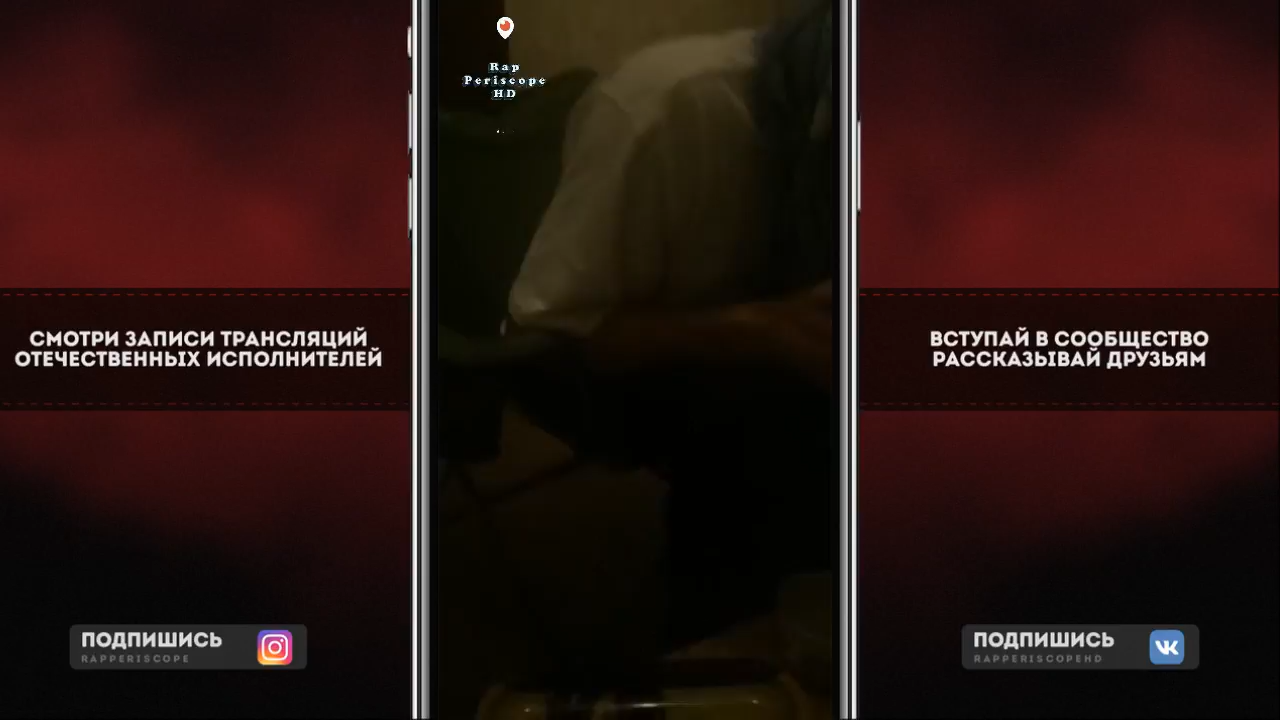 Rap
Periscope
HD
СМОТРИ ЗАПИСИ ТРАНСЛЯЦИЙ
ОТЕЧЕСТВЕННЫХ ИСПОЛНИТЕЛЕЙ
ВСТУПАЙ В СООБЩЕСТВО
РАССКАЗЫВАЙ ДРУЗЬЯМ
ПОДПИШИСЬ
RAPPERISCOPE
ПОДПИШИСЬ
RAPPERISCOPEHD